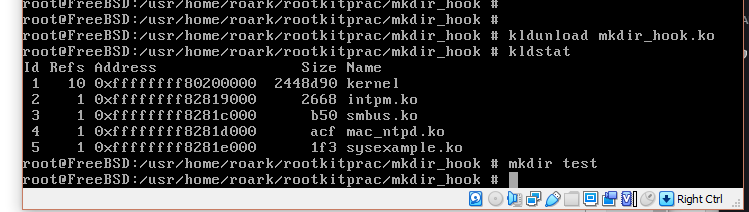 root@FreeBSD:/usr/home/roark/rootkitprac/mkdir_hook #
root@FreeBSD:/usr/home/roark/rootkitprac/mkdir_hook #
root@FreeBSD:/usr/home/roark/rootkitprac/mkdir_hook # kldunload mkdir_hook.ko
root@FreeBSD:/usr/home/roark/rootkitprac/mkdir_hook # kldstat
Id Refs Address                Size Name
 1   10 0xffffffff80200000  2448d90 kernel
 2    1 0xffffffff82819000     2668 intpm.ko
 3    1 0xffffffff8281c000      b50 smbus.ko
 4    1 0xffffffff8281d000      acf mac_ntpd.ko
 5    1 0xffffffff8281e000      1f3 sysexample.ko
root@FreeBSD:/usr/home/roark/rootkitprac/mkdir_hook # mkdir test
root@FreeBSD:/usr/home/roark/rootkitprac/mkdir_hook #
Right Ctrl